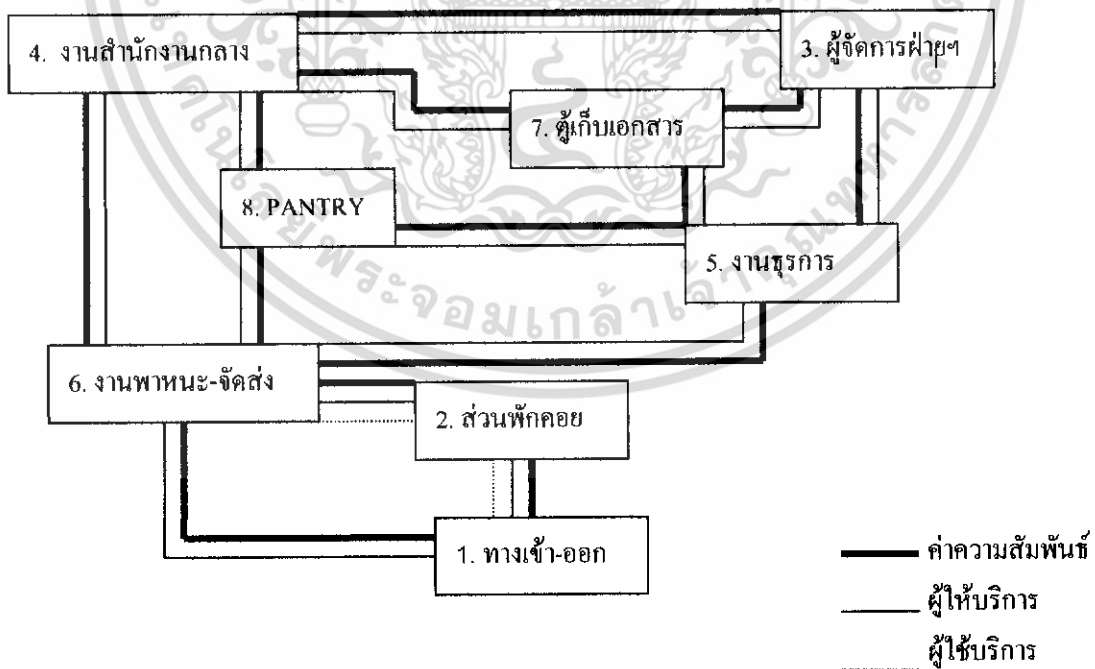 4. งานสำนักงานกลาง
3. ผู้จัดการฝ่ายฯ
7. ตู้เก็บเอกสาร
8. PANTRY
5. งานธุรการ
6. งานพาหนะ-จัดส่ง
2. ส่วนพักคอย
1. ทางเข้า-ออก
ค่าความสัมพันธ์
ผู้ให้บริการ
ผู้ใช้บริการ